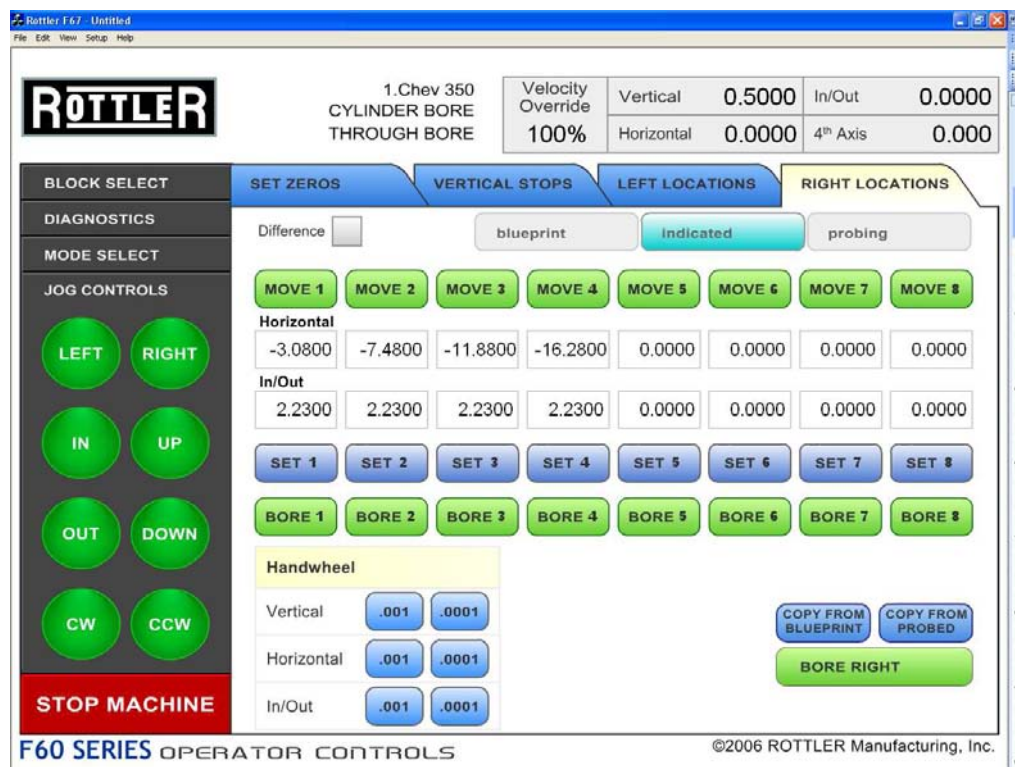 Rottler F67 - Untitled
File Edit View Setup Help
ROTTLER
1.Chev 350
CYLINDER BORE
THROUGH BORE
Velocity
Override
100%
Vertical 0.5000 In/Out 0.0000
Horizontal 0.0000 4th Axis 0.000
BLOCK SELECT
DIAGNOSTICS
MODE SELECT
JOG CONTROLS
LEFT RIGHT
IN UP
OUT DOWN
CW CCW
STOP MACHINE
SET ZEROS VERTICAL STOPS LEFT LOCATIONS RIGHT LOCATIONS
Difference blueprint indicated probing
MOVE 1 MOVE 2 MOVE 3 MOVE 4 MOVE 5 MOVE 6 MOVE 7 MOVE 8
Horizontal
-3.0800 -7.4800 -11.8800 -16.2800 0.0000 0.0000 0.0000 0.0000
In/Out
2.2300 2.2300 2.2300 2.2300 0.0000 0.0000 0.0000 0.0000
SET 1 SET 2 SET 3 SET 4 SET 5 SET 6 SET 7 SET 8
BORE 1 BORE 2 BORE 3 BORE 4 BORE 5 BORE 6 BORE 7 BORE 8
Handwheel
Vertical .001 .0001
Horizontal .001 .0001
In/Out .001 .0001
COPY FROM
BLUEPRINT
COPY FROM
PROBED
BORE RIGHT
F60 SERIES OPERATOR CONTROLS
©2006 ROTTLER Manufacturing, Inc.